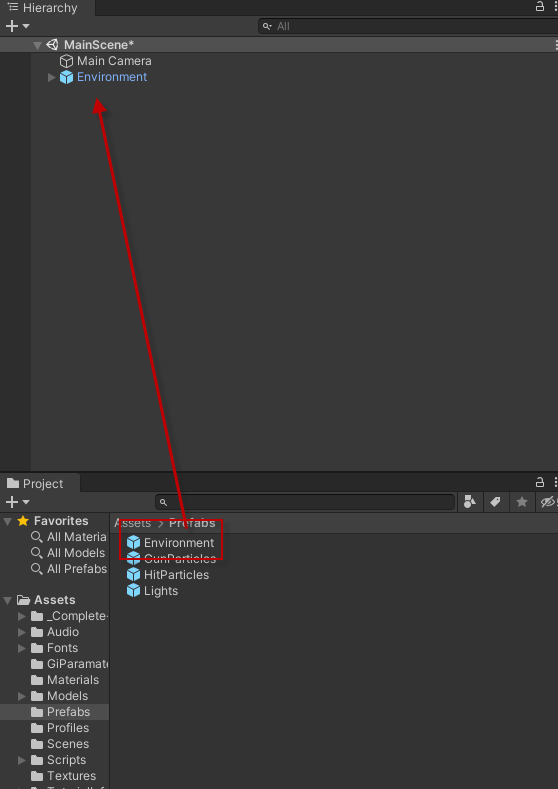 Hierarchy
All
MainScene*
Main Camera
Environment
Project
Favorites
All Materia
All Models
All Prefabs
Assets
_Complete-
Audio
Fonts
GiParamate
Materials
Models
Prefabs
Profiles
Scenes
Scripts
Textures
Assets > Prefabs
Environment
GunParticles
HitParticles
Lights